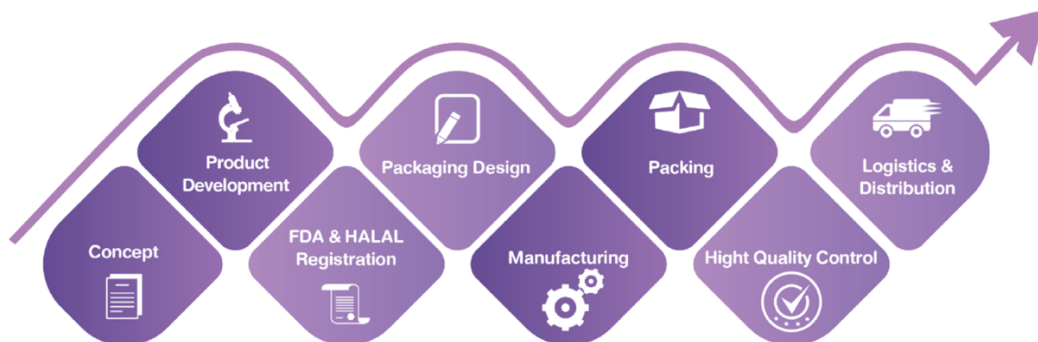 Concept
Product
Development
FDA & HALAL
Registration
Packaging Design
Manufacturing
Packing
Hight Quality Control
Logistics &
Distribution